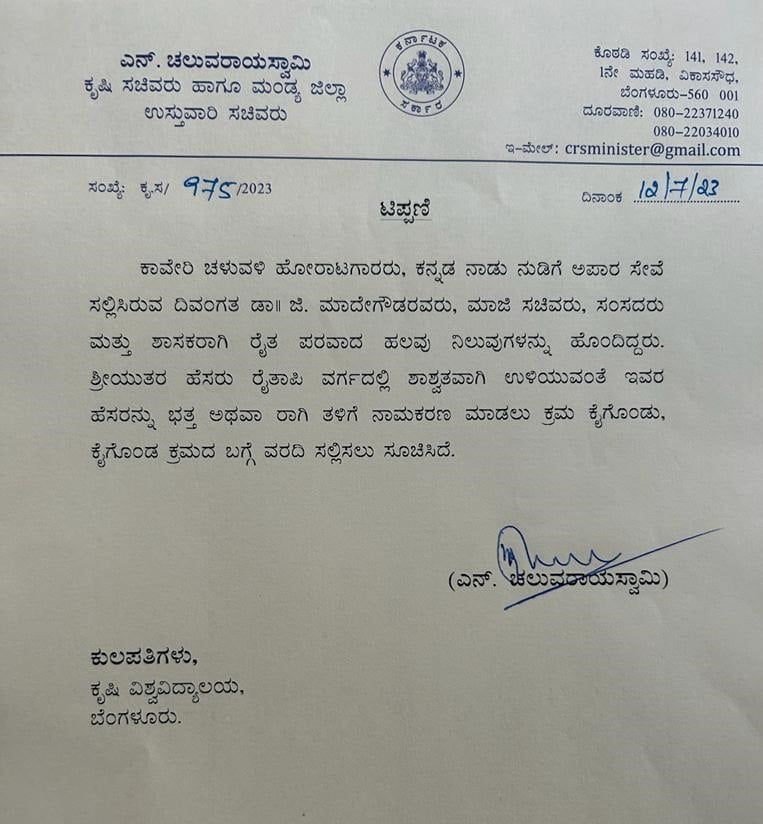 ಎನ್. ಚಲುವರಾಯಸ್ವಾಮಿ
ಕೃಷಿ ಸಚಿವರು ಹಾಗೂ ಮಂಡ್ಯ ಜಿಲ್ಲಾ
ಉಸ್ತುವಾರಿ ಸಚಿವರು
ಕರ್ನಾಟಕ
ಸರ್ಕಾರ
ಕೊಠಡಿ ಸಂಖ್ಯೆ: 141, 142,
1ನೇ ಮಹಡಿ, ವಿಕಾಸಸೌಧ,
ಬೆಂಗಳೂರು-560 001
ದೂರವಾಣಿ: 080-22371240
080-22034010
ಇ-ಮೇಲ್: crsminister@gmail.com
ಸಂಖ್ಯೆ: ಕೃ.ಸ/ 975/2023
ದಿನಾಂಕ 12/7/23
ಟಿಪ್ಪಣಿ
ಕಾವೇರಿ ಚಳುವಳಿ ಹೋರಾಟಗಾರರು, ಕನ್ನಡ ನಾಡು ನುಡಿಗೆ ಅಪಾರ ಸೇವೆ
ಸಲ್ಲಿಸಿರುವ ದಿವಂಗತ ಡಾ॥ ಜಿ. ಮಾದೇಗೌಡರವರು, ಮಾಜಿ ಸಚಿವರು, ಸಂಸದರು
ಮತ್ತು ಶಾಸಕರಾಗಿ ರೈತ ಪರವಾದ ಹಲವು ನಿಲುವುಗಳನ್ನು ಹೊಂದಿದ್ದರು.
ಶ್ರೀಯುತರ ಹೆಸರು ರೈತಾಪಿ ವರ್ಗದಲ್ಲಿ ಶಾಶ್ವತವಾಗಿ ಉಳಿಯುವಂತೆ ಇವರ
ಹೆಸರನ್ನು ಭತ್ತ ಅಥವಾ ರಾಗಿ ತಳಿಗೆ ನಾಮಕರಣ ಮಾಡಲು ಕ್ರಮ ಕೈಗೊಂಡು,
ಕೈಗೊಂಡ ಕ್ರಮದ ಬಗ್ಗೆ ವರದಿ ಸಲ್ಲಿಸಲು ಸೂಚಿಸಿದೆ.
(ಎನ್. ಚಲುವರಾಯಸ್ವಾಮಿ)
ಕುಲಪತಿಗಳು,
ಕೃಷಿ ವಿಶ್ವವಿದ್ಯಾಲಯ,
ಬೆಂಗಳೂರು.